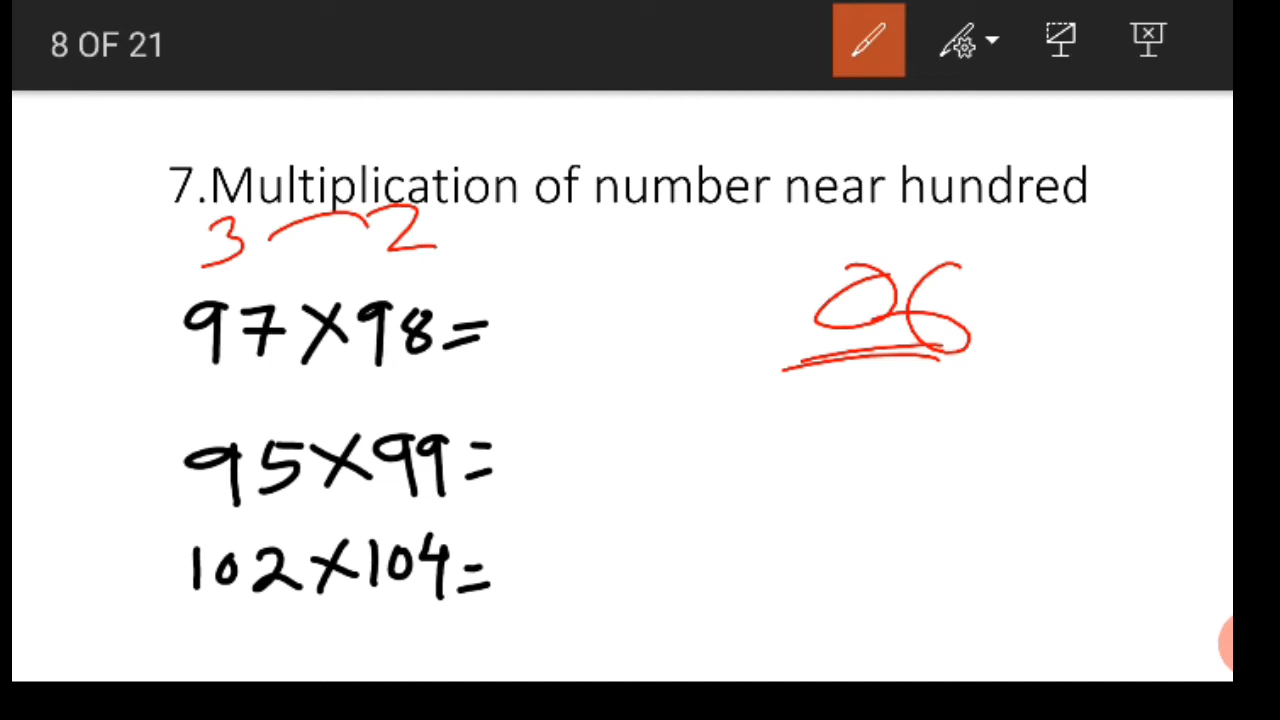 8 OF 21
7.Multiplication of number near hundred
3 2
97×98=
06
95×99=
102×104=